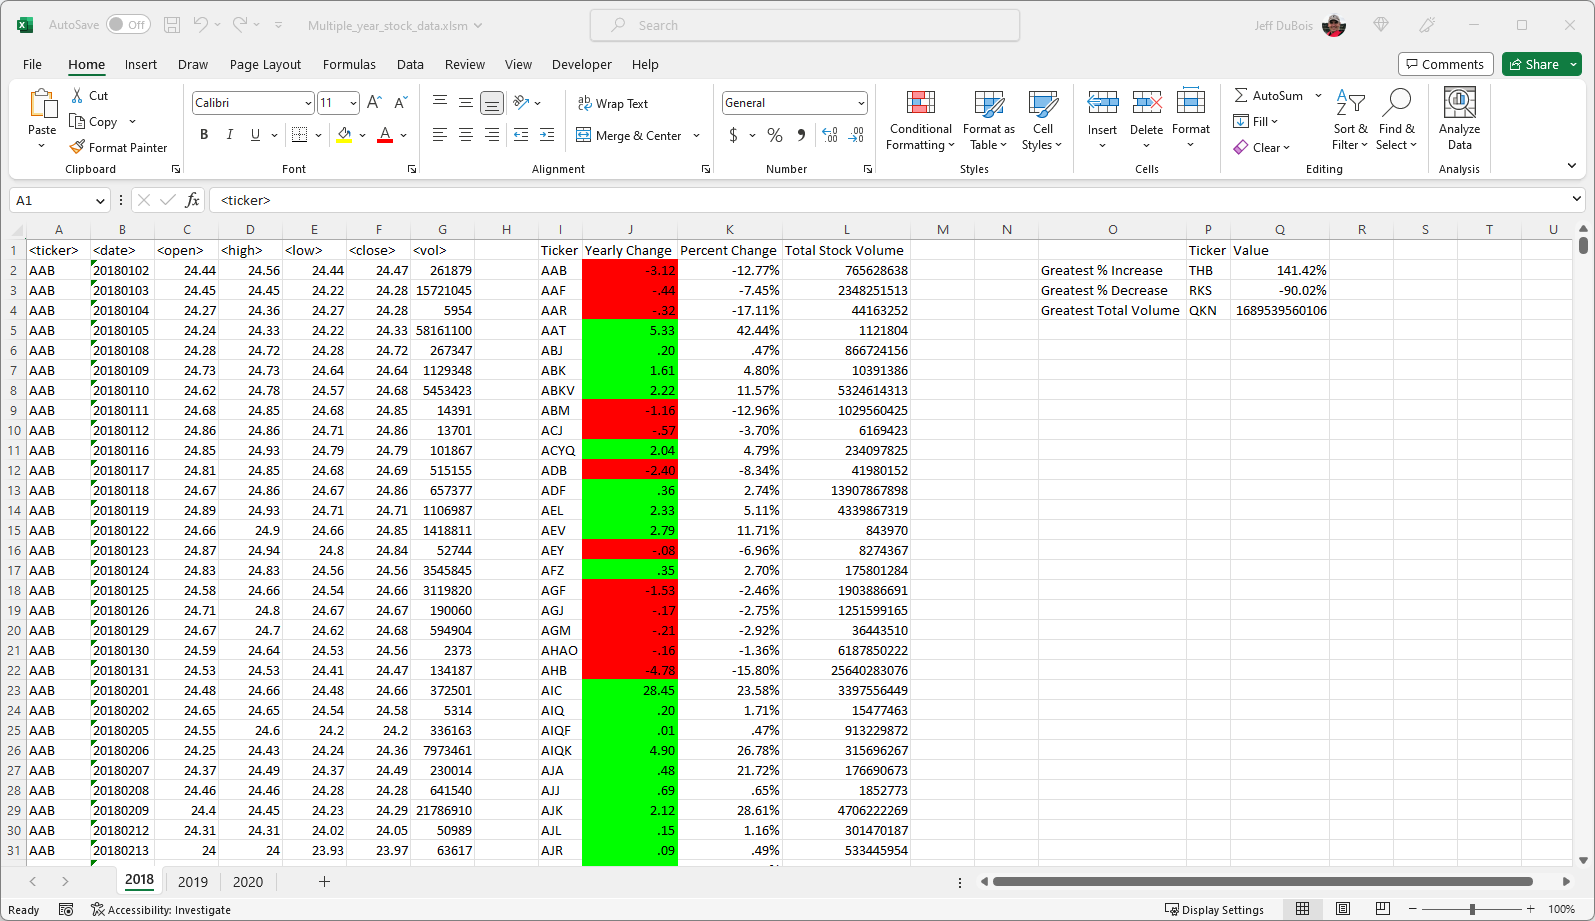 AutoSave Off Multiple_year_stock_data.xlsm Search Jeff DuBois
File Home Insert Draw Page Layout Formulas Data Review View Developer Help Comments Share
Paste Cut Copy Format Painter Clipboard
Calibri 11 B I U A Font
Wrap Text Merge & Center Alignment
General $ % Number
Conditional Formatting Format as Table Cell Styles Styles
Insert Delete Format Cells
AutoSum Fill Clear Sort & Filter Find & Select Editing
Analyze Data Analysis
A1 fx <ticker>
A B C D E F G H I J K L M N O P Q R S T U
1 <ticker> <date> <open> <high> <low> <close> <vol> Ticker Yearly Change Percent Change Total Stock Volume Ticker Value
2 AAB 20180102 24.44 24.56 24.44 24.47 261879 AAB -3.12 -12.77% 765628638 Greatest % Increase THB 141.42%
3 AAB 20180103 24.45 24.45 24.22 24.28 15721045 AAF -.44 -7.45% 2348251513 Greatest % Decrease RKS -90.02%
4 AAB 20180104 24.27 24.36 24.27 24.28 5954 AAR -.32 -17.11% 44163252 Greatest Total Volume QKN 1689539560106
5 AAB 20180105 24.24 24.33 24.22 24.33 58161100 AAT 5.33 42.44% 1121804
6 AAB 20180108 24.28 24.72 24.28 24.72 267347 ABJ .20 .47% 866724156
7 AAB 20180109 24.73 24.73 24.64 24.64 1129348 ABK 1.61 4.80% 10391386
8 AAB 20180110 24.62 24.78 24.57 24.68 5453423 ABKV 2.22 11.57% 5324614313
9 AAB 20180111 24.68 24.85 24.68 24.85 14391 ABM -1.16 -12.96% 1029560425
10 AAB 20180112 24.86 24.86 24.71 24.86 13701 ACJ -.57 -3.70% 6169423
11 AAB 20180116 24.85 24.93 24.79 24.79 101867 ACYQ 2.04 4.79% 234097825
12 AAB 20180117 24.81 24.85 24.68 24.69 515155 ADB -2.40 -8.34% 41980152
13 AAB 20180118 24.67 24.86 24.67 24.86 657377 ADF .36 2.74% 13907867898
14 AAB 20180119 24.89 24.93 24.71 24.71 1106987 AEL 2.33 5.11% 4339867319
15 AAB 20180122 24.66 24.9 24.66 24.85 1418811 AEV 2.79 11.71% 843970
16 AAB 20180123 24.87 24.94 24.8 24.84 52744 AEY -.08 -6.96% 8274367
17 AAB 20180124 24.83 24.83 24.56 24.56 3545845 AFZ .35 2.70% 175801284
18 AAB 20180125 24.58 24.66 24.54 24.66 3119820 AGF -1.53 -2.46% 1903886691
19 AAB 20180126 24.71 24.8 24.67 24.67 190060 AGJ -.17 -2.75% 1251599165
20 AAB 20180129 24.67 24.7 24.62 24.68 594904 AGM -.21 -2.92% 36443510
21 AAB 20180130 24.59 24.64 24.53 24.56 2373 AHAO -.16 -1.36% 6187850222
22 AAB 20180131 24.53 24.53 24.41 24.47 134187 AHB -4.78 -15.80% 25640283076
23 AAB 20180201 24.48 24.66 24.48 24.66 372501 AIC 28.45 23.58% 3397556449
24 AAB 20180202 24.65 24.65 24.54 24.58 5314 AIQ .20 1.71% 15477463
25 AAB 20180205 24.55 24.6 24.2 24.2 336163 AIQF .01 .47% 913229872
26 AAB 20180206 24.25 24.43 24.24 24.36 7973461 AIQK 4.90 26.78% 315696267
27 AAB 20180207 24.37 24.49 24.37 24.49 230014 AJA .48 21.72% 176690673
28 AAB 20180208 24.46 24.46 24.28 24.28 641540 AJJ .69 .65% 1852773
29 AAB 20180209 24.4 24.45 24.23 24.29 21786910 AJK 2.12 28.61% 4706222269
30 AAB 20180212 24.31 24.31 24.02 24.05 50989 AJL .15 1.16% 301470187
31 AAB 20180213 24 24 23.93 23.97 63617 AJR .09 .49% 533445954
2018 2019 2020
Ready Accessibility: Investigate Display Settings 100%